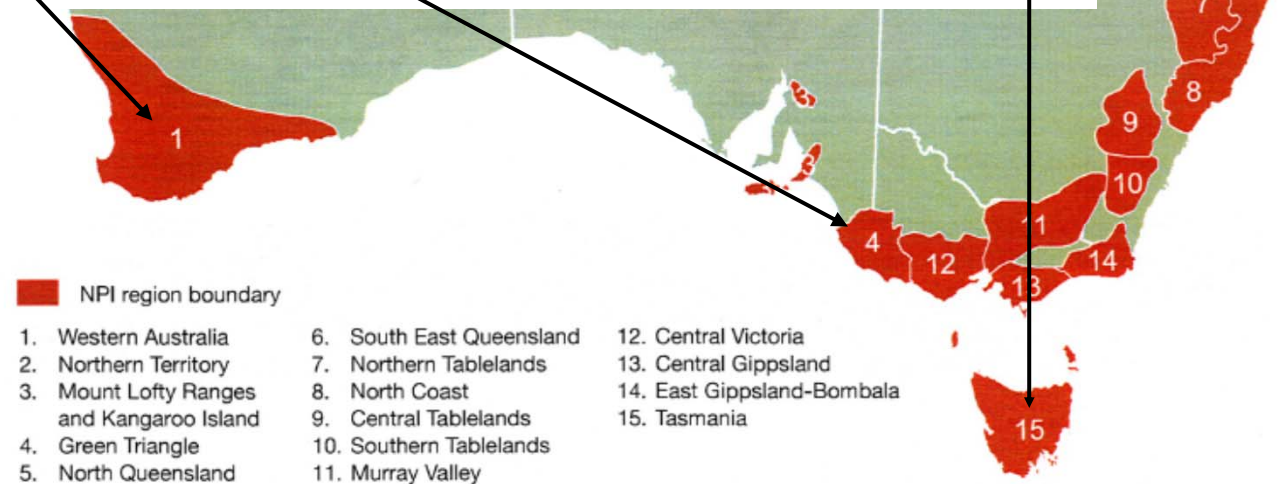 1
3
3
4
12
11
13
14
10
9
8
7
15
NPI region boundary
1. Western Australia
2. Northern Territory
3. Mount Lofty Ranges
and Kangaroo Island
4. Green Triangle
5. North Queensland
6. South East Queensland
7. Northern Tablelands
8. North Coast
9. Central Tablelands
10. Southern Tablelands
11. Murray Valley
12. Central Victoria
13. Central Gippsland
14. East Gippsland-Bombala
15. Tasmania